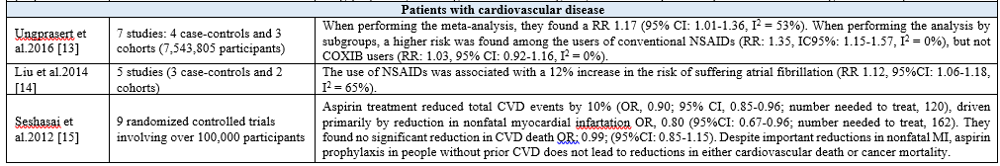 Patients with cardiovascular disease
Ungprasert et al.2016 [13]
7 studies: 4 case-controls and 3 cohorts (7,543,805 participants)
When performing the meta-analysis, they found a RR 1.17 (95% CI: 1.01-1.36, I² = 53%). When performing the analysis by
subgroups, a higher risk was found among the users of conventional NSAIDs (RR: 1.35, IC95%: 1.15-1.57, I² = 0%), but not
COXIB users (RR: 1.03, 95% CI: 0.92-1.16, I² = 0%).
Liu et al.2014 [14]
5 studies (3 case-controls and 2 cohorts)
The use of NSAIDs was associated with a 12% increase in the risk of suffering atrial fibrillation (RR 1.12, 95%CI: 1.06-1.18,
I² = 65%).
Seshasai et al.2012 [15]
9 randomized controlled trials involving over 100,000 participants
Aspirin treatment reduced total CVD events by 10% (OR, 0.90; 95% CI, 0.85-0.96; number needed to treat, 120), driven
primarily by reduction in nonfatal myocardial infartation OR, 0.80 (95%CI: 0.67-0.96; number needed to treat, 162). They
found no significant reduction in CVD death OR: 0.99; (95%CI: 0.85-1.15). Despite important reductions in nonfatal MI, aspirin
prophylaxis in people without prior CVD does not lead to reductions in either cardiovascular death or cancer mortality.